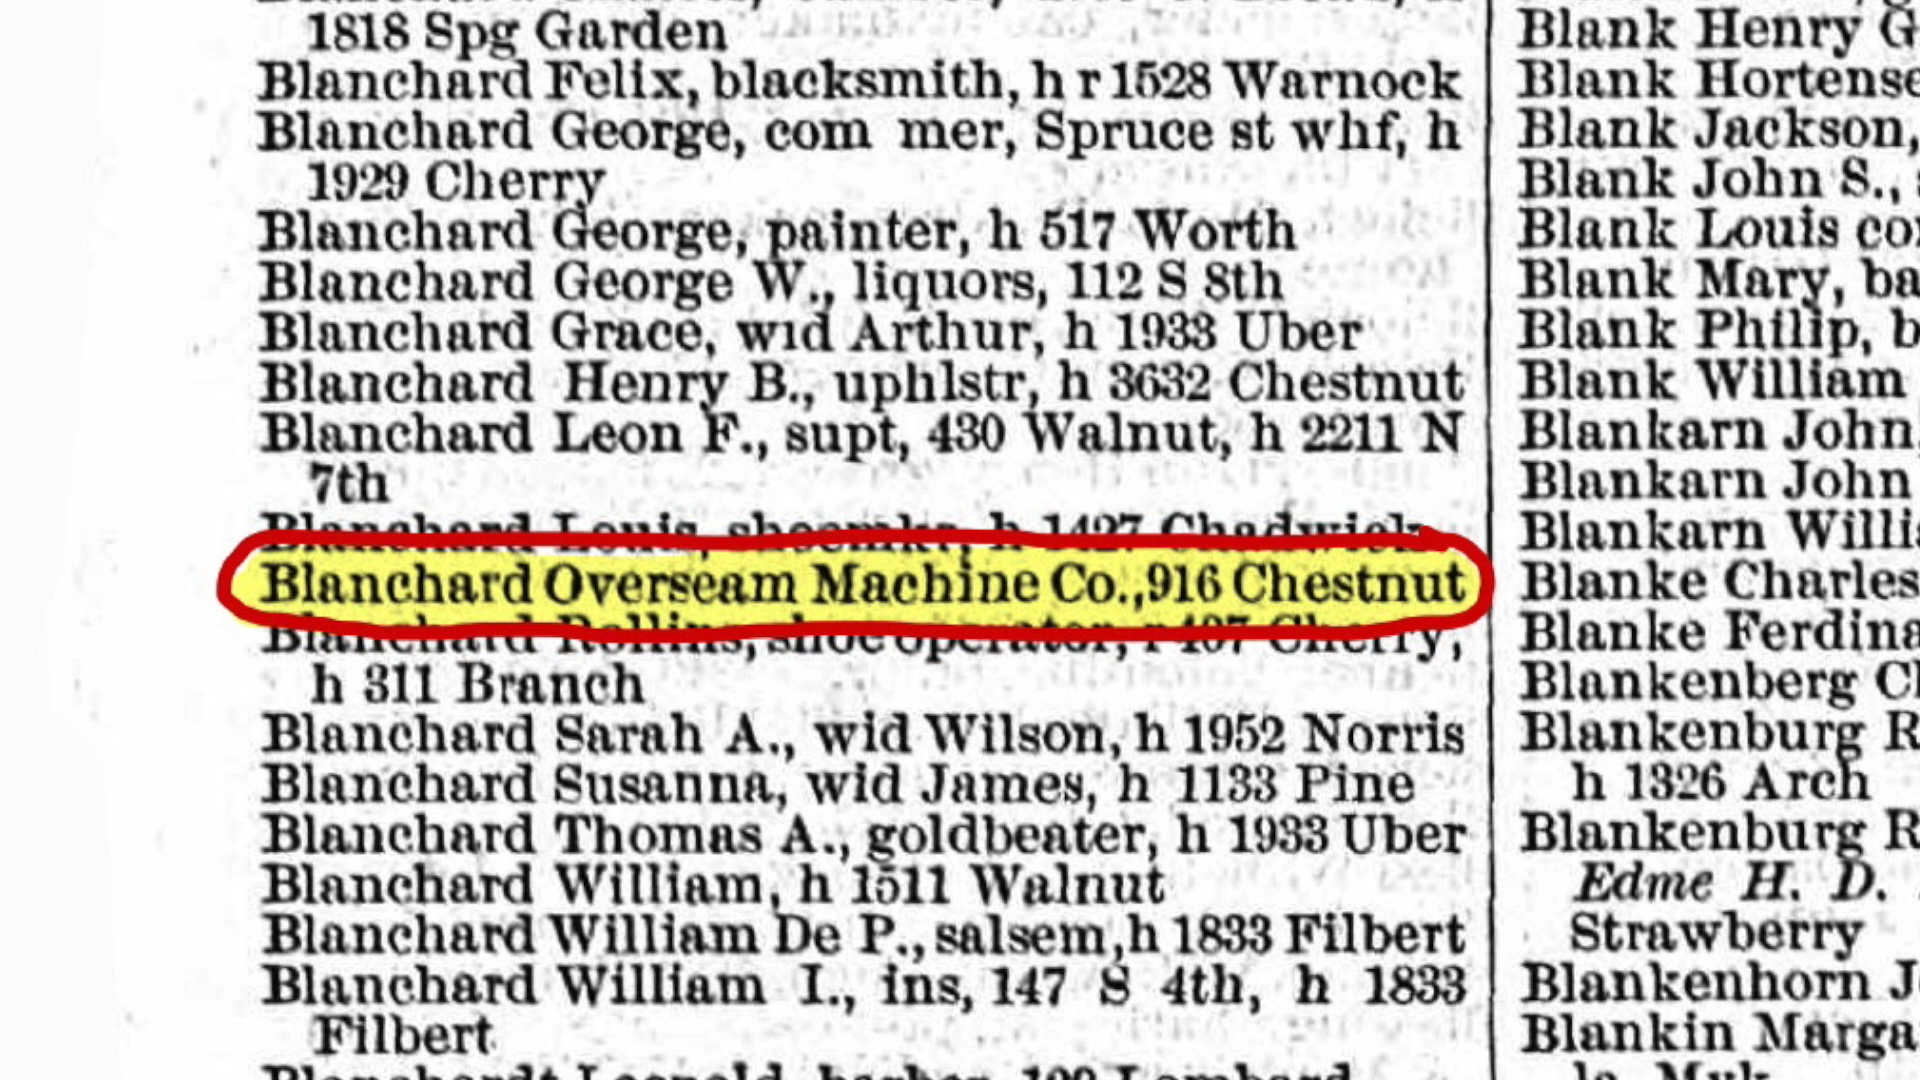 1818 Spg Garden
Blanchard Felix, blacksmith, h r 1528 Warnock
Blanchard George, com mer, Spruce st whf, h
1929 Cherry
Blanchard George, painter, h 517 Worth
Blanchard George W., liquors, 112 S 8th
Blanchard Grace, wid Arthur, h 1933 Uber
Blanchard Henry B., uphlstr, h 3632 Chestnut
Blanchard Leon F., supt, 430 Walnut, h 2211 N
7th
Blanchard Louis, shoemkr, h 1427 Chadwick
Blanchard Overseam Machine Co., 916 Chestnut
Blanchard Rollins, shoe operator, r 407 Cherry,
h 311 Branch
Blanchard Sarah A., wid Wilson, h 1952 Norris
Blanchard Susanna, wid James, h 1133 Pine
Blanchard Thomas A., goldbeater, h 1933 Uber
Blanchard William, h 1511 Walnut
Blanchard William De P., salsem, h 1833 Filbert
Blanchard William I., ins, 147 S 4th, h 1833
Filbert
Blanchardt Leopold, barber, Lombard
Blank Henry G
Blank Hortense
Blank Jackson,
Blank John S.,
Blank Louis
Blank Mary, ba
Blank Philip, b
Blank William
Blankarn John
Blankarn John
Blankarn Willi
Blanke Charles
Blanke Ferdina
Blankenberg
Blankenburg R
h 1326 Arch
Blankenburg R
Edme H. D.
Strawberry
Blankenhorn J
Blankin Marga